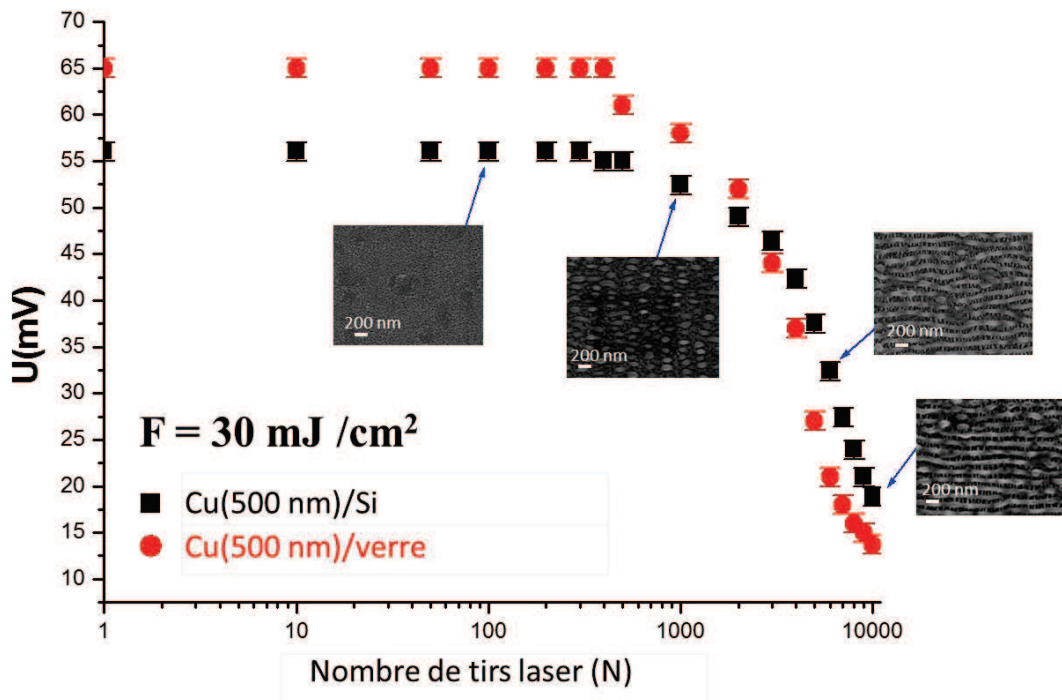 70
65
60
55
50
45
40
35
30
25
20
15
10
U(mV)
200 nm
200 nm
200 nm
200 nm
F = 30 mJ /cm²
Cu(500 nm)/Si
Cu(500 nm)/verre
1
10
100
1000
10000
Nombre de tirs laser (N)